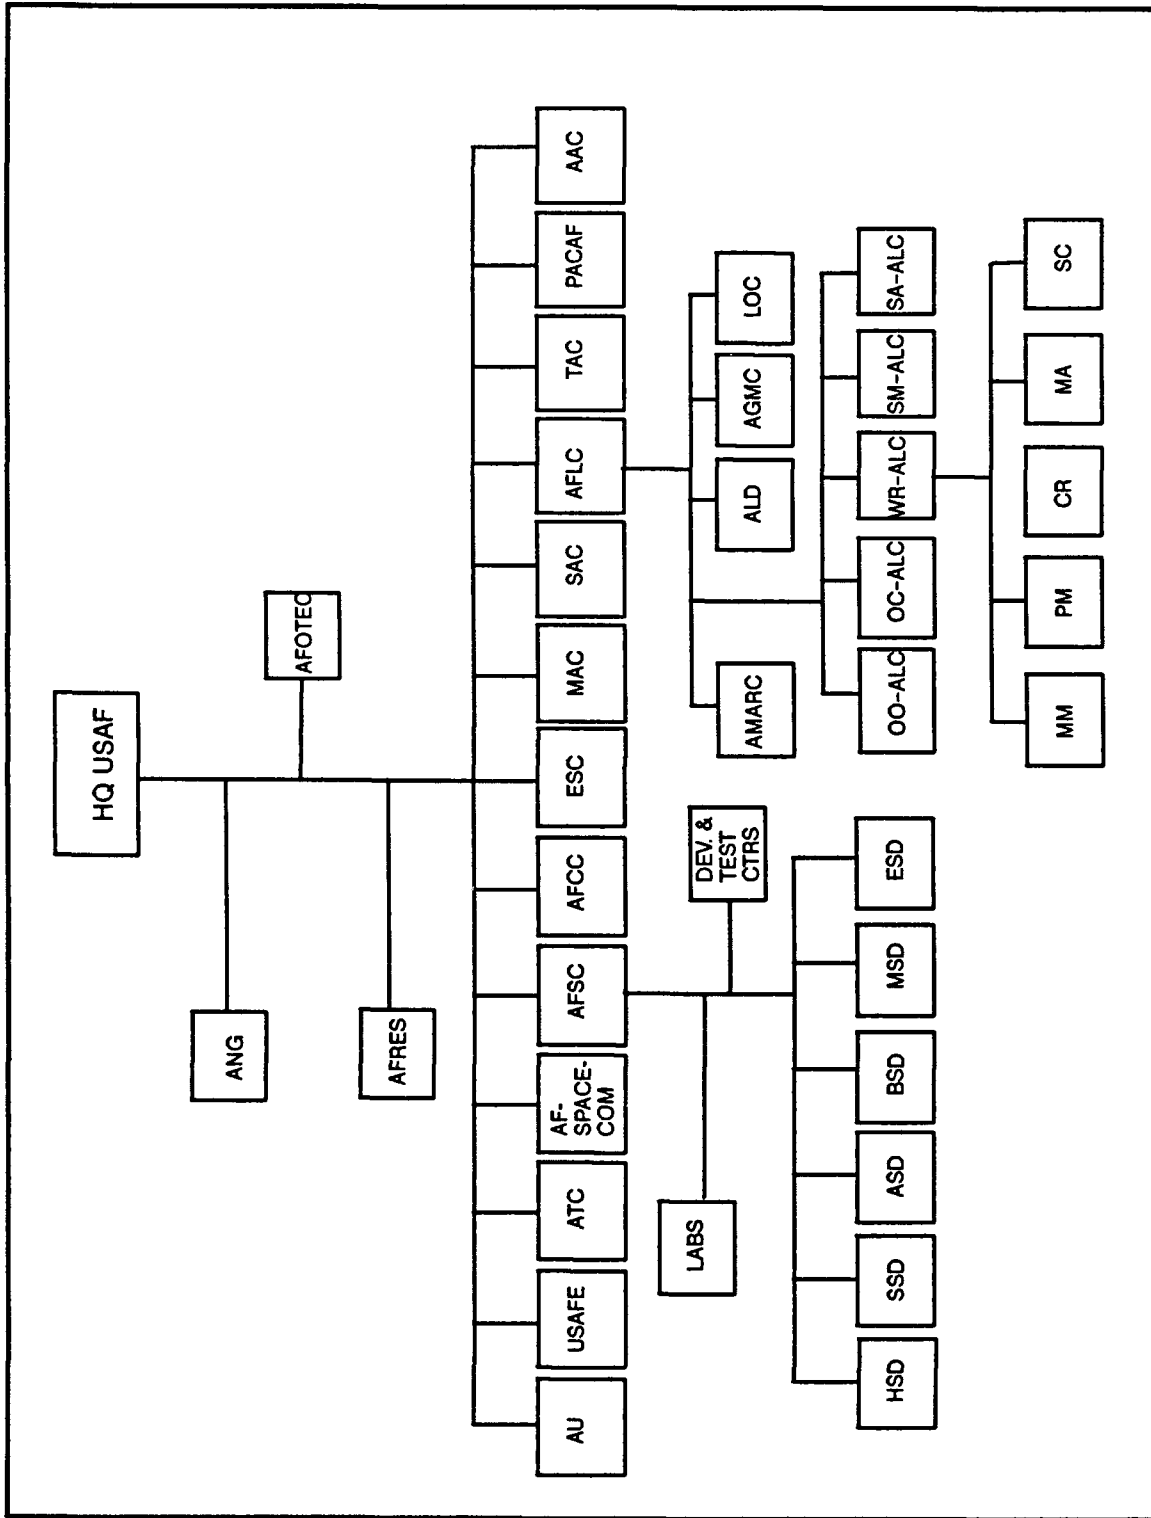 HQ USAF
AFOTEC
ANG
AFRES
AU
USAFE
ATC
AF-
SPACE-
COM
AFSC
AFCC
ESC
MAC
SAC
AFLC
TAC
PACAF
AAC
LABS
DEV. &
TEST
CTRS
HSD
SSD
ASD
BSD
MSD
ESD
AMARC
ALD
AGMC
LOC
OO-ALC
OC-ALC
WR-ALC
SM-ALC
SA-ALC
MM
PM
CR
MA
SC